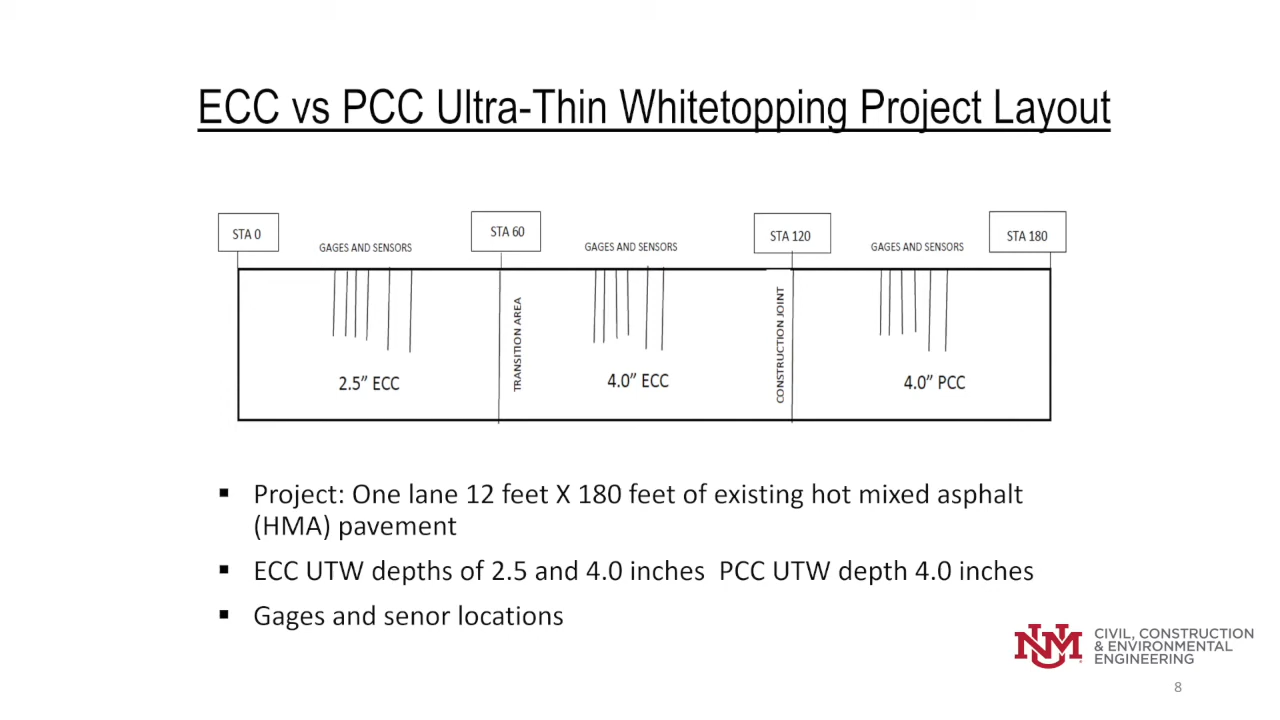 ECC vs PCC Ultra-Thin Whitetopping Project Layout
STA 0
STA 60
STA 120
STA 180
GAGES AND SENSORS
GAGES AND SENSORS
GAGES AND SENSORS
TRANSITION AREA
CONSTRUCTION JOINT
2.5” ECC
4.0” ECC
4.0” PCC
▪ Project: One lane 12 feet X 180 feet of existing hot mixed asphalt
(HMA) pavement
▪ ECC UTW depths of 2.5 and 4.0 inches  PCC UTW depth 4.0 inches
▪ Gages and senor locations
UNM
CIVIL, CONSTRUCTION
& ENVIRONMENTAL
ENGINEERING
8